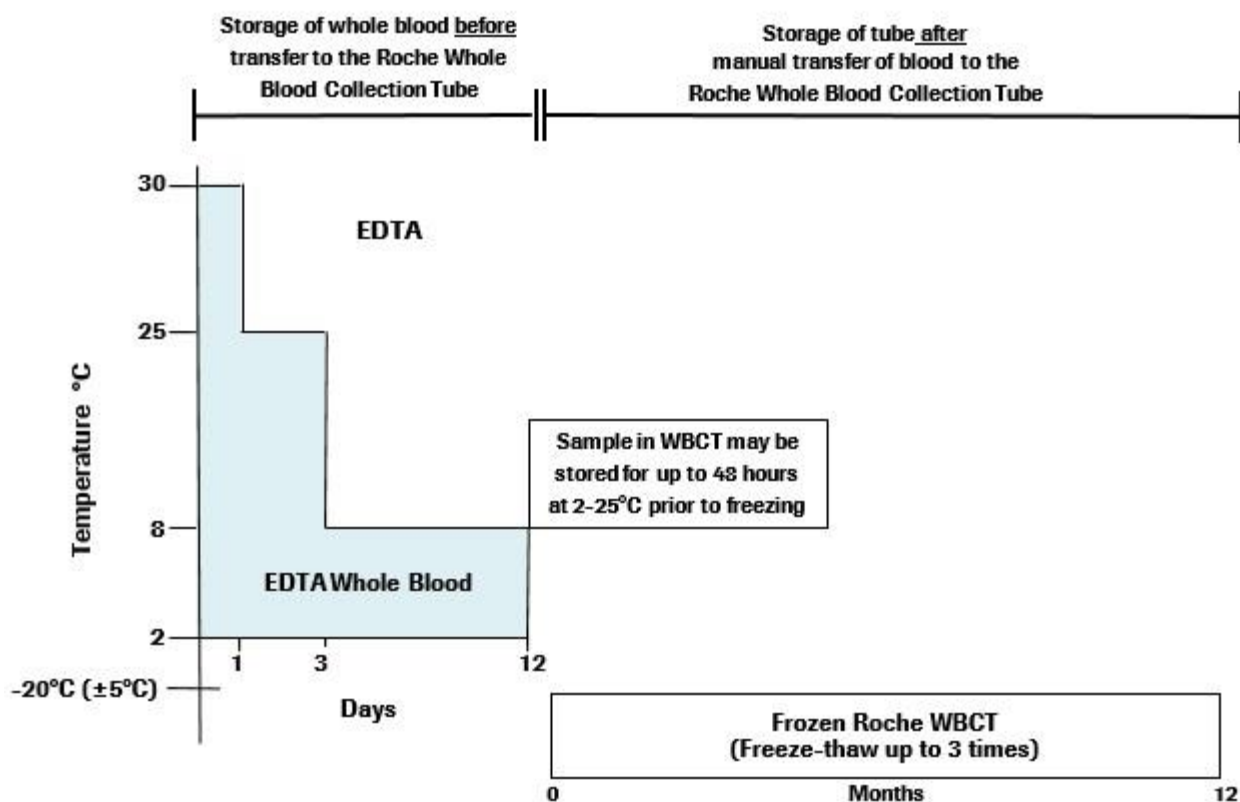 Storage of whole blood before
transfer to the Roche Whole
Blood Collection Tube
Storage of tube after
manual transfer of blood to the
Roche Whole Blood Collection Tube
30
EDTA
25
Temperature °C
Sample in WBCT may be
stored for up to 48 hours
at 2-25°C prior to freezing
8
EDTA Whole Blood
2
1
3
12
-20°C (±5°C)
Days
Frozen Roche WBCT
(Freeze-thaw up to 3 times)
0
Months
12